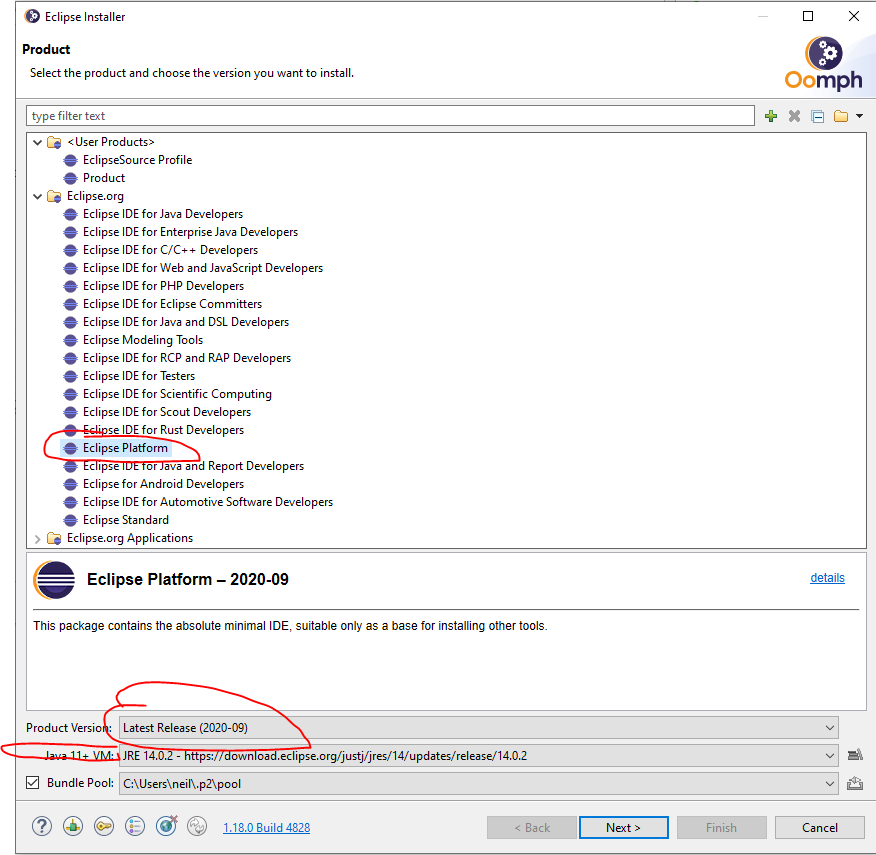 Eclipse Installer
Product
Select the product and choose the version you want to install.
Oomph
type filter text
<User Products>
EclipseSource Profile
Product
Eclipse.org
Eclipse IDE for Java Developers
Eclipse IDE for Enterprise Java Developers
Eclipse IDE for C/C++ Developers
Eclipse IDE for Web and JavaScript Developers
Eclipse IDE for PHP Developers
Eclipse IDE for Eclipse Committers
Eclipse IDE for Java and DSL Developers
Eclipse Modeling Tools
Eclipse IDE for RCP and RAP Developers
Eclipse IDE for Testers
Eclipse IDE for Scientific Computing
Eclipse IDE for Scout Developers
Eclipse IDE for Rust Developers
Eclipse Platform
Eclipse IDE for Java and Report Developers
Eclipse for Android Developers
Eclipse IDE for Automotive Software Developers
Eclipse Standard
Eclipse.org Applications
Eclipse Platform – 2020-09 details
This package contains the absolute minimal IDE, suitable only as a base for installing other tools.
Product Version: Latest Release (2020-09)
Java 11+ VM: JRE 14.0.2 - https://download.eclipse.org/justj/jres/14/updates/release/14.0.2
Bundle Pool: C:\Users\neil\.p2\pool
? 1.18.0 Build 4828 < Back Next > Finish Cancel